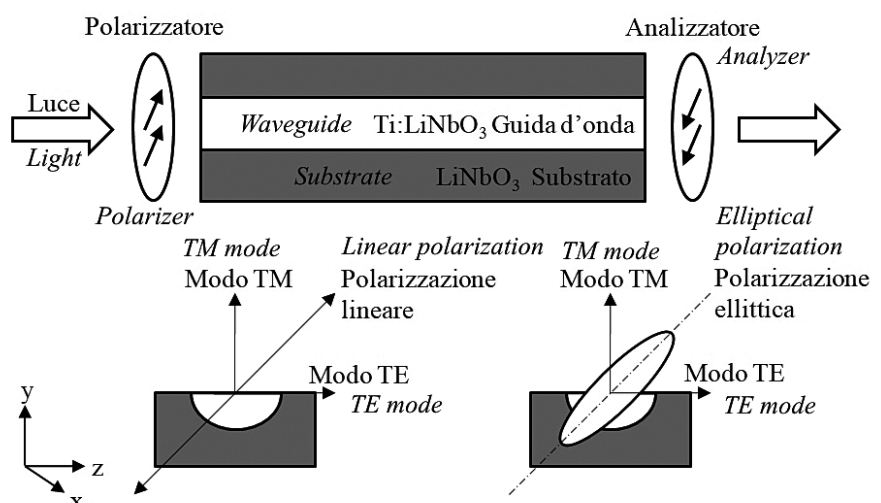 Polarizzatore
Analizzatore
Analyzer
Luce
Light
Waveguide Ti:LiNbO₃ Guida d'onda
Substrate LiNbO₃ Substrato
Polarizer
TM mode
Modo TM
Linear polarization
Polarizzazione
lineare
TM mode
Modo TM
Elliptical
polarization
Polarizzazione
ellittica
Modo TE
TE mode
Modo TE
TE mode
y
z
x